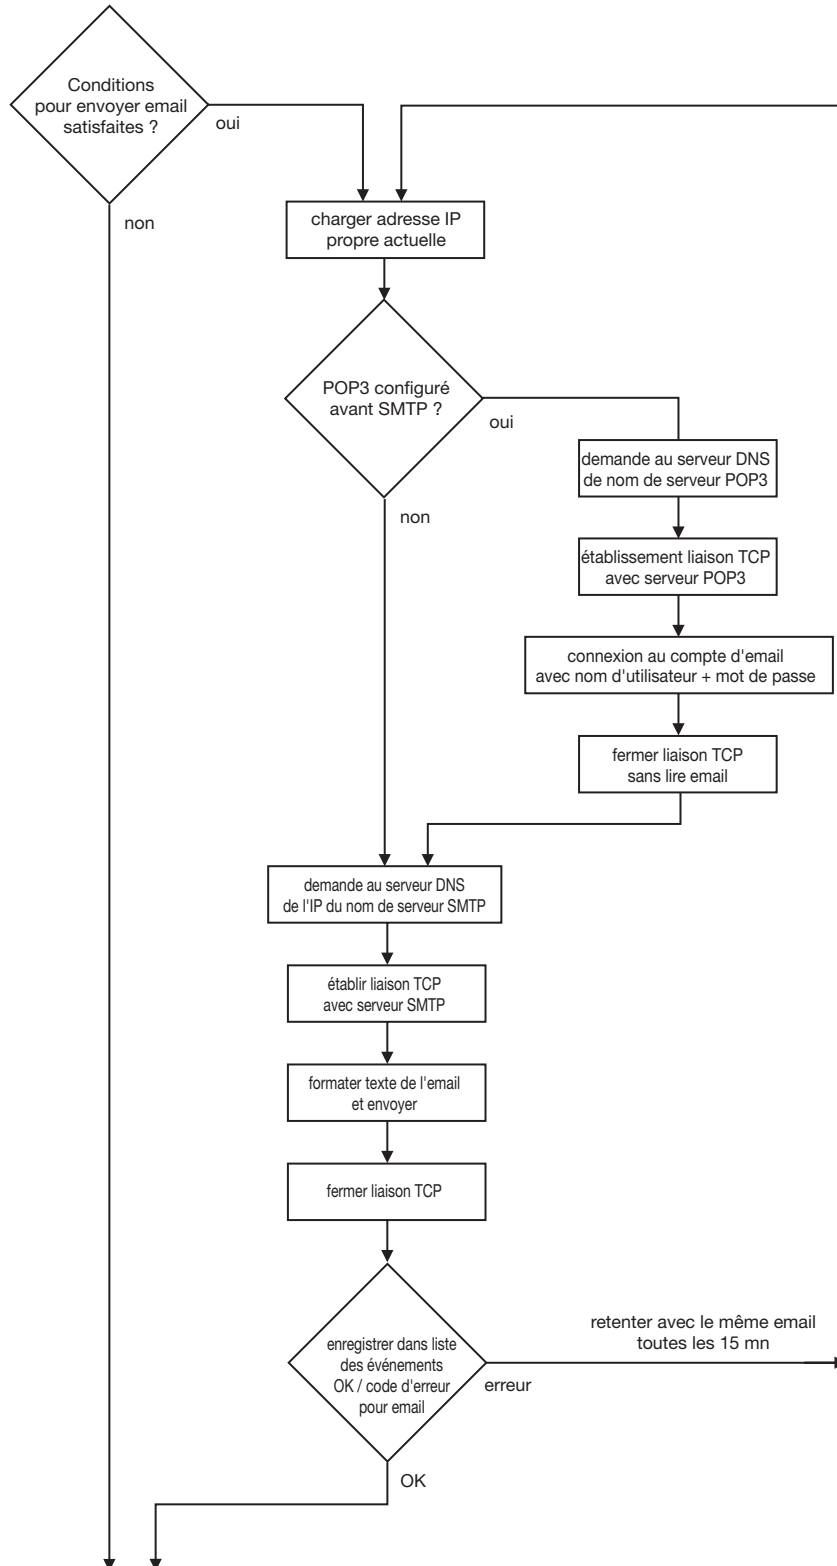 Conditions
pour envoyer email
satisfaites ?
oui
non
charger adresse IP
propre actuelle
POP3 configuré
avant SMTP ?
oui
non
demande au serveur DNS
de nom de serveur POP3
établissement liaison TCP
avec serveur POP3
connexion au compte d'email
avec nom d'utilisateur + mot de passe
fermer liaison TCP
sans lire email
demande au serveur DNS
de l'IP du nom de serveur SMTP
établir liaison TCP
avec serveur SMTP
formater texte de l'email
et envoyer
fermer liaison TCP
enregistrer dans liste
des événements
OK / code d'erreur
pour email
erreur
retenter avec le même email
toutes les 15 mn
OK